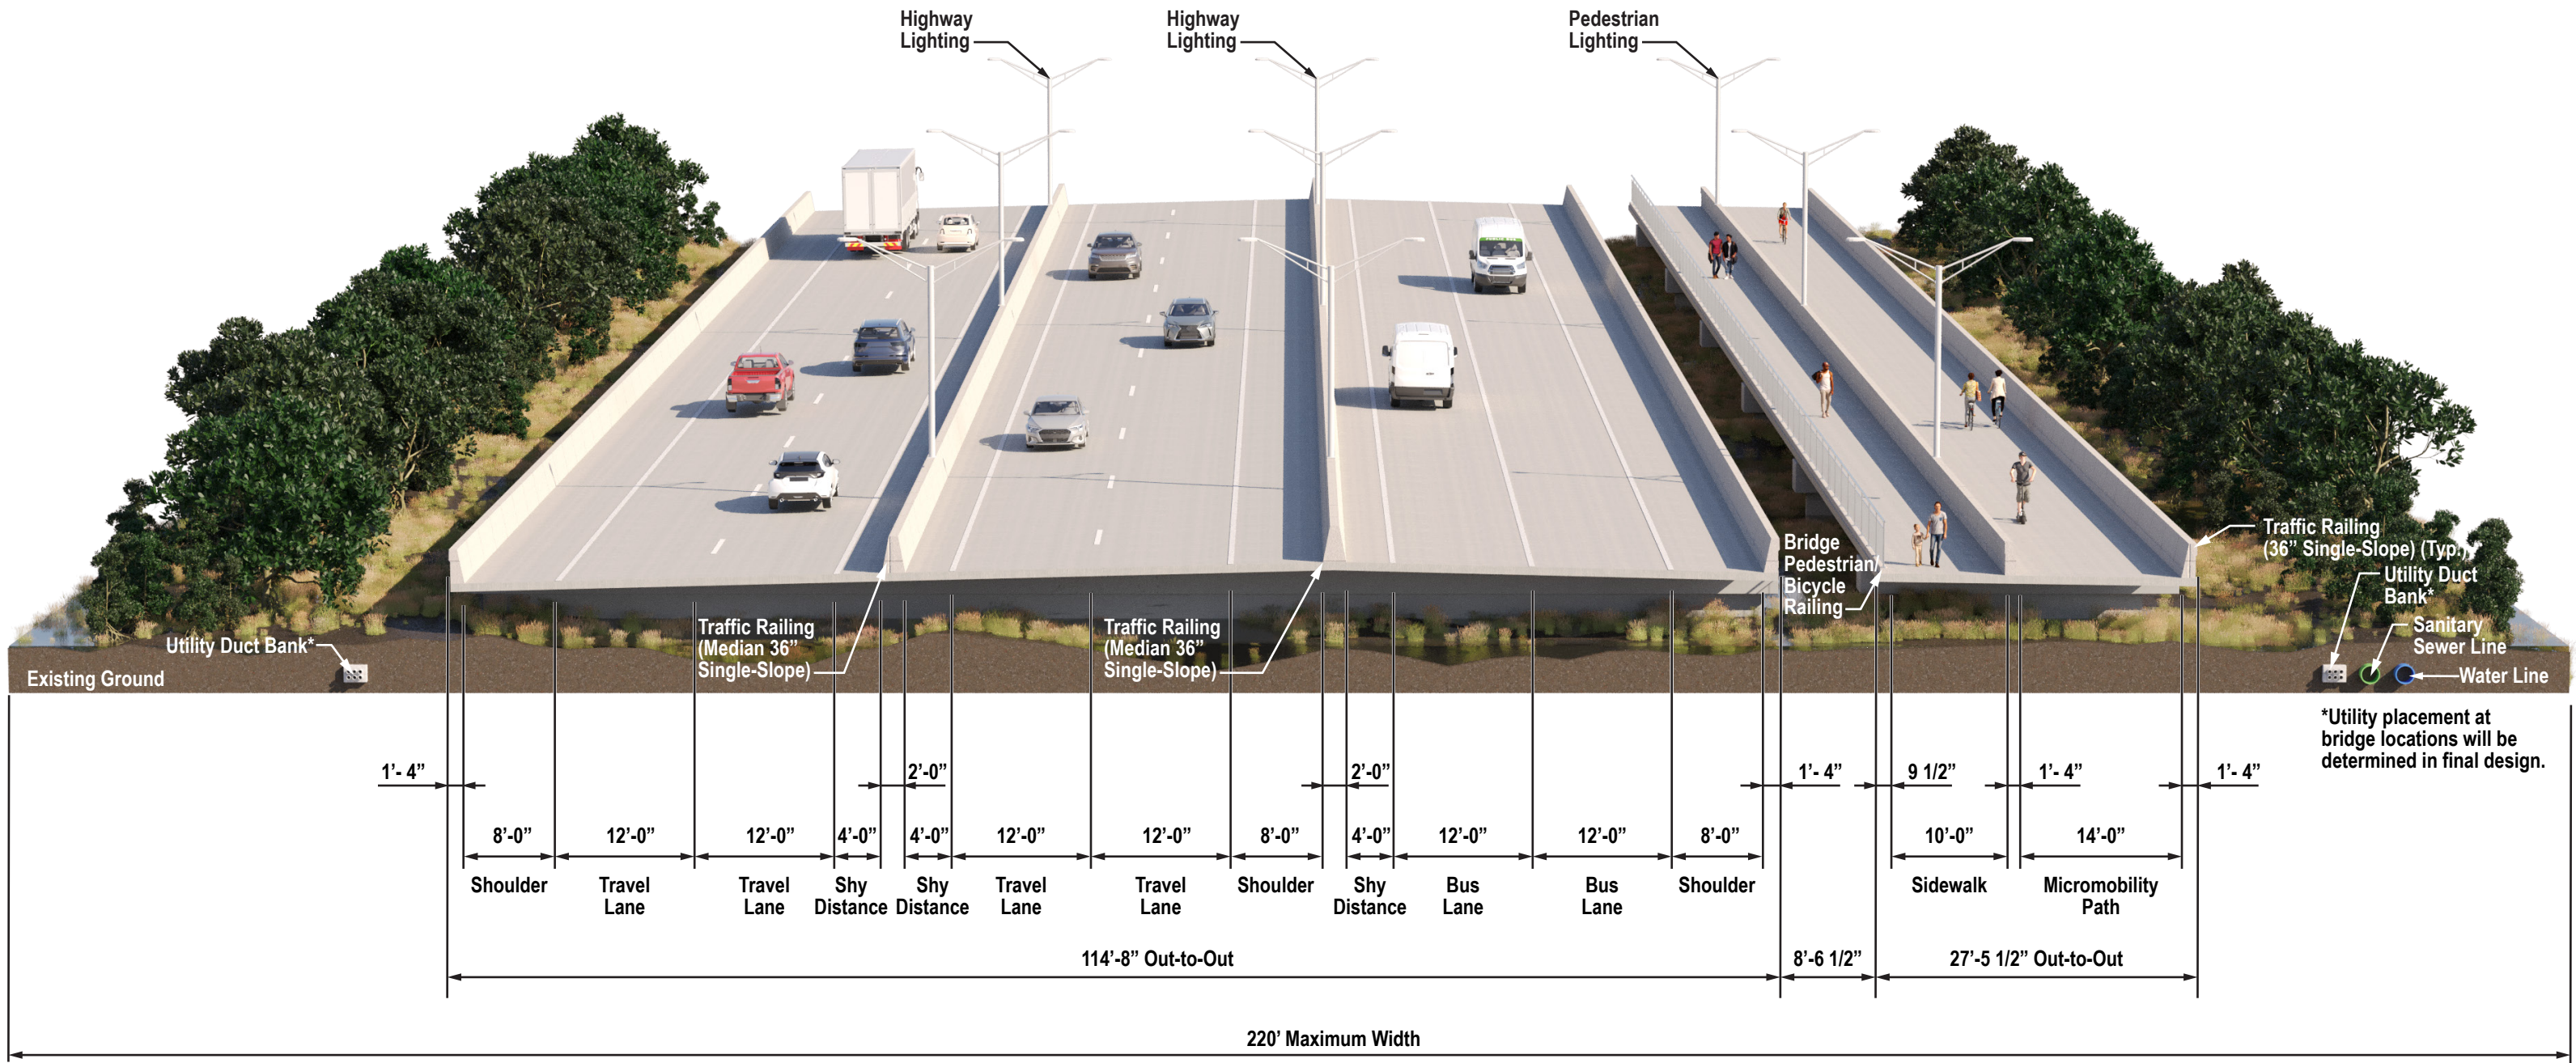 Highway
Lighting
Highway
Lighting
Pedestrian
Lighting
Bridge
Pedestrian/
Bicycle
Railing
Traffic Railing
(36” Single-Slope) (Typ.)
Utility Duct
Bank*
Sanitary
Sewer Line
Water Line
Traffic Railing
(Median 36”
Single-Slope)
Traffic Railing
(Median 36”
Single-Slope)
Utility Duct Bank*
Existing Ground
*Utility placement at
bridge locations will be
determined in final design.
1’- 4” 2’-0” 2’-0” 1’- 4” 9 1/2” 1’- 4” 1’- 4”
8’-0” 12’-0” 12’-0” 4’-0” 4’-0” 12’-0” 12’-0” 8’-0” 4’-0” 12’-0” 12’-0” 8’-0” 10’-0” 14’-0”
Shoulder
Travel
Lane
Travel
Lane
Shy
Distance
Shy
Distance
Travel
Lane
Travel
Lane
Shoulder
Shy
Distance
Bus
Lane
Bus
Lane
Shoulder
Sidewalk
Micromobility
Path
114’-8” Out-to-Out 8’-6 1/2” 27’-5 1/2” Out-to-Out
220’ Maximum Width